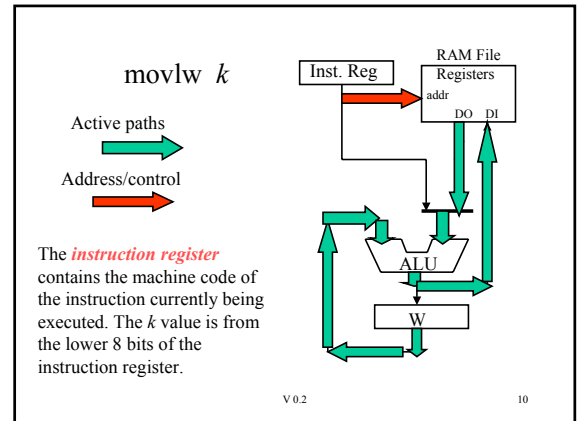 movlw k
Active paths
Address/control
The instruction register
contains the machine code of
the instruction currently being
executed. The k value is from
the lower 8 bits of the
instruction register.
Inst. Reg
RAM File
Registers
addr
DO DI
ALU
W
V 0.2
10